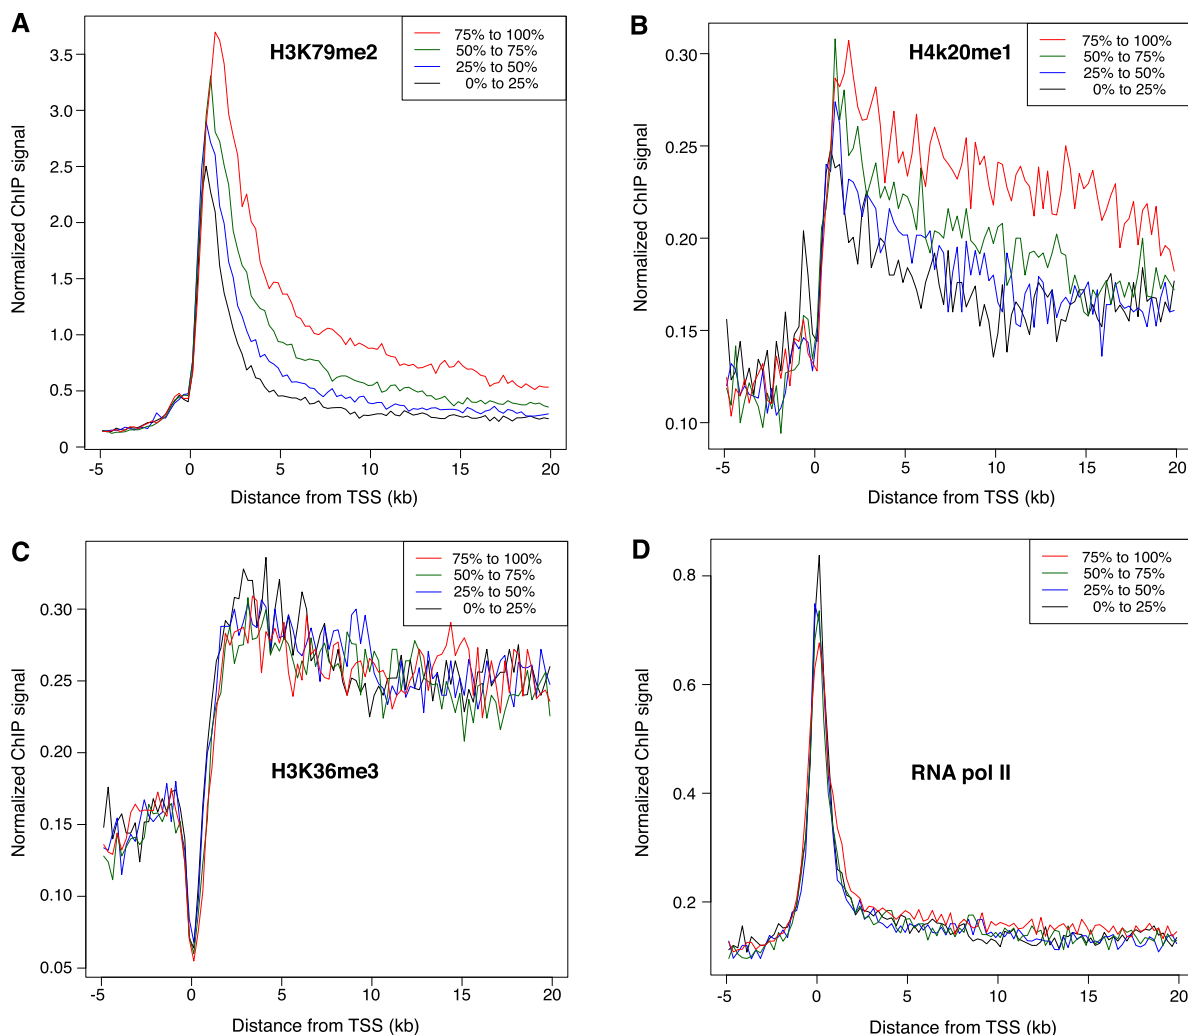 A
H3K79me2
75% to 100%
50% to 75%
25% to 50%
0% to 25%
Normalized ChIP signal
3.5
3.0
2.5
2.0
1.5
1.0
0.5
0
-5
0
5
10
15
20
Distance from TSS (kb)
B
H4k20me1
75% to 100%
50% to 75%
25% to 50%
0% to 25%
Normalized ChIP signal
0.30
0.25
0.20
0.15
0.10
-5
0
5
10
15
20
Distance from TSS (kb)
C
75% to 100%
50% to 75%
25% to 50%
0% to 25%
H3K36me3
Normalized ChIP signal
0.30
0.25
0.20
0.15
0.10
0.05
-5
0
5
10
15
20
Distance from TSS (kb)
D
75% to 100%
50% to 75%
25% to 50%
0% to 25%
RNA pol II
Normalized ChIP signal
0.8
0.6
0.4
0.2
-5
0
5
10
15
20
Distance from TSS (kb)